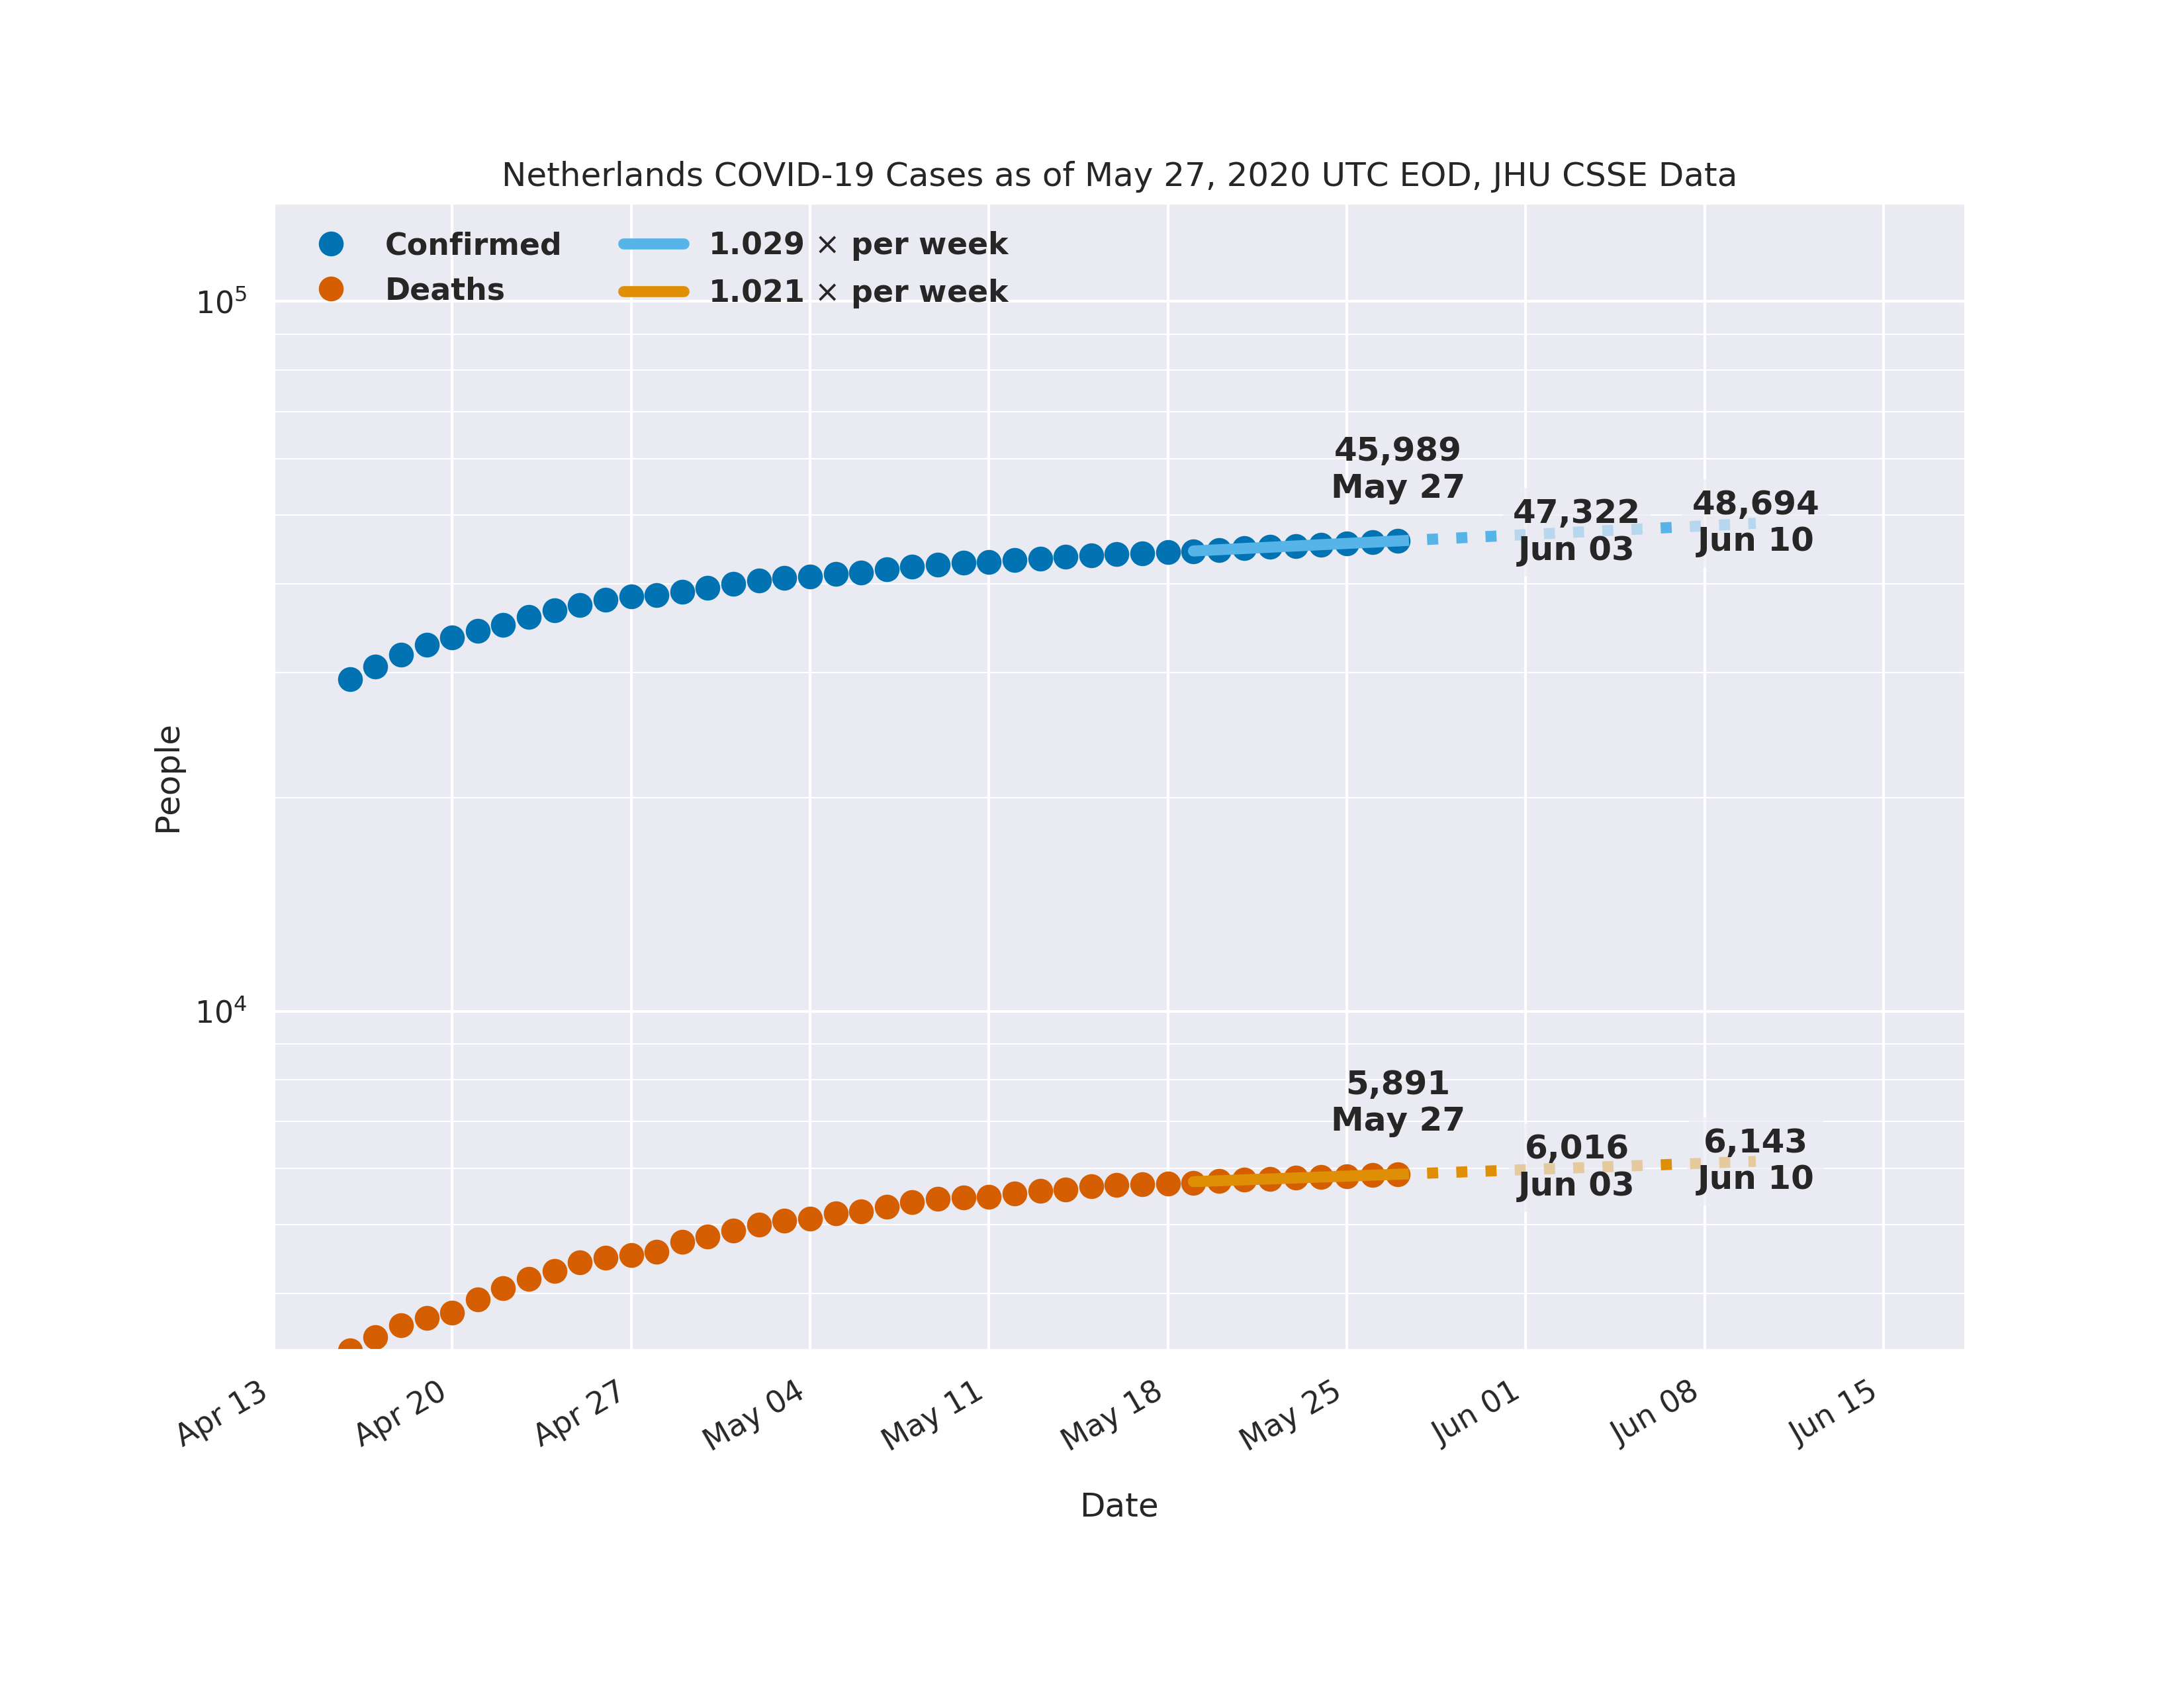 Netherlands COVID-19 Cases as of May 27, 2020 UTC EOD, JHU CSSE Data
Confirmed
Deaths
1.029 × per week
1.021 × per week
10⁵
10⁴
People
45,989
May 27
47,322
Jun 03
48,694
Jun 10
5,891
May 27
6,016
Jun 03
6,143
Jun 10
Apr 13
Apr 20
Apr 27
May 04
May 11
May 18
May 25
Jun 01
Jun 08
Jun 15
Date